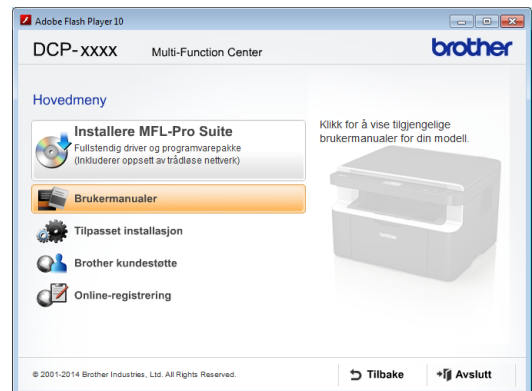 Adobe Flash Player 10
DCP-xxxx Multi-Function Center brother
Hovedmeny
Installere MFL-Pro Suite
Fullstendig driver og programvarepakke
(Inkluderer oppsett av trådløse nettverk)
Brukermanualer
Tilpasset installasjon
Brother kundestøtte
Online-registrering
Klikk for å vise tilgjengelige
brukermanualer for din modell.
© 2001-2014 Brother Industries, Ltd. All Rights Reserved.
Tilbake
Avslutt